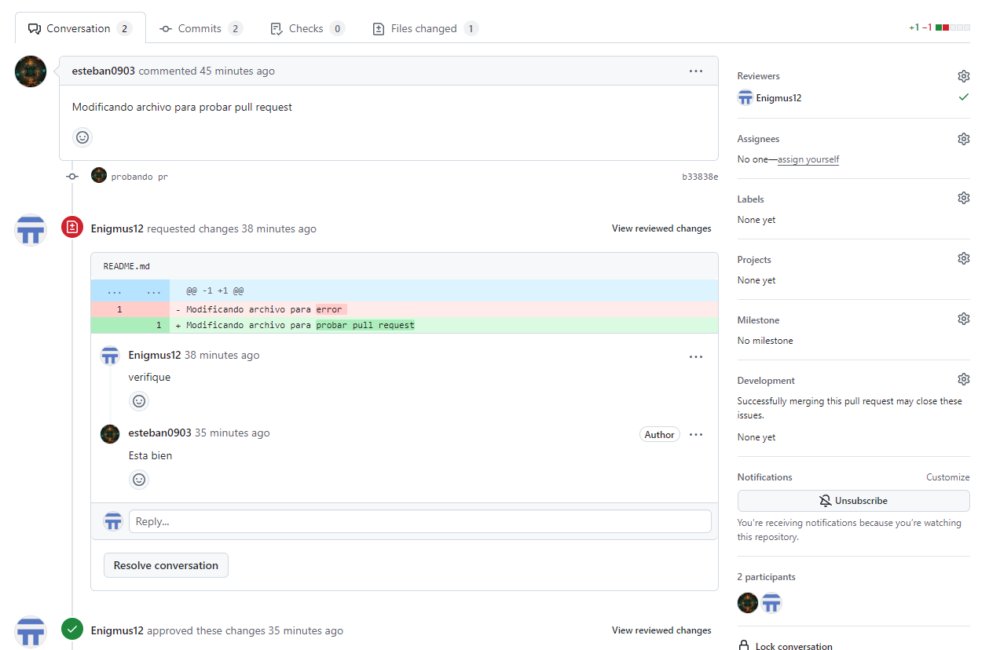 Conversation 2 Commits 2 Checks 0 Files changed 1 +1 −1
esteban0903 commented 45 minutes ago
Modificando archivo para probar pull request
probando pr b33838e
Enigmus12 requested changes 38 minutes ago View reviewed changes
README.md
... ... @@ -1 +1 @@
1 - Modificando archivo para error
1 + Modificando archivo para probar pull request
Enigmus12 38 minutes ago
verifique
esteban0903 35 minutes ago Author
Esta bien
Reply...
Resolve conversation
Enigmus12 approved these changes 35 minutes ago View reviewed changes
Reviewers
Enigmus12
Assignees
No one—assign yourself
Labels
None yet
Projects
None yet
Milestone
No milestone
Development
Successfully merging this pull request may close these
issues.
None yet
Notifications Customize
Unsubscribe
You're receiving notifications because you're watching
this repository.
2 participants
Lock conversation